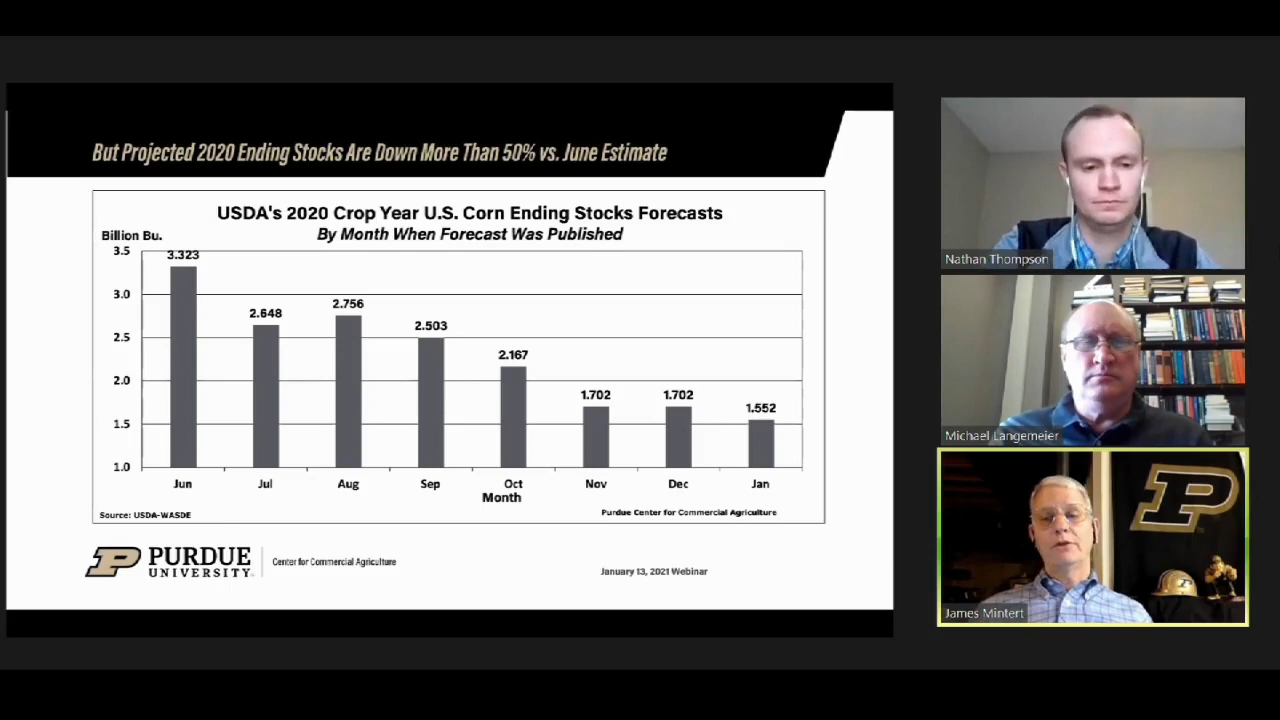 But Projected 2020 Ending Stocks Are Down More Than 50% vs. June Estimate
USDA's 2020 Crop Year U.S. Corn Ending Stocks Forecasts
By Month When Forecast Was Published
Billion Bu.
3.5
3.0
2.5
2.0
1.5
1.0
3.323
2.648
2.756
2.503
2.167
1.702
1.702
1.552
Jun Jul Aug Sep Oct Nov Dec Jan
Month
Source: USDA-WASDE
Purdue Center for Commercial Agriculture
P PURDUE
UNIVERSITY
Center for Commercial Agriculture
January 13, 2021 Webinar
Nathan Thompson
Michael Langemeier
P
James Mintert